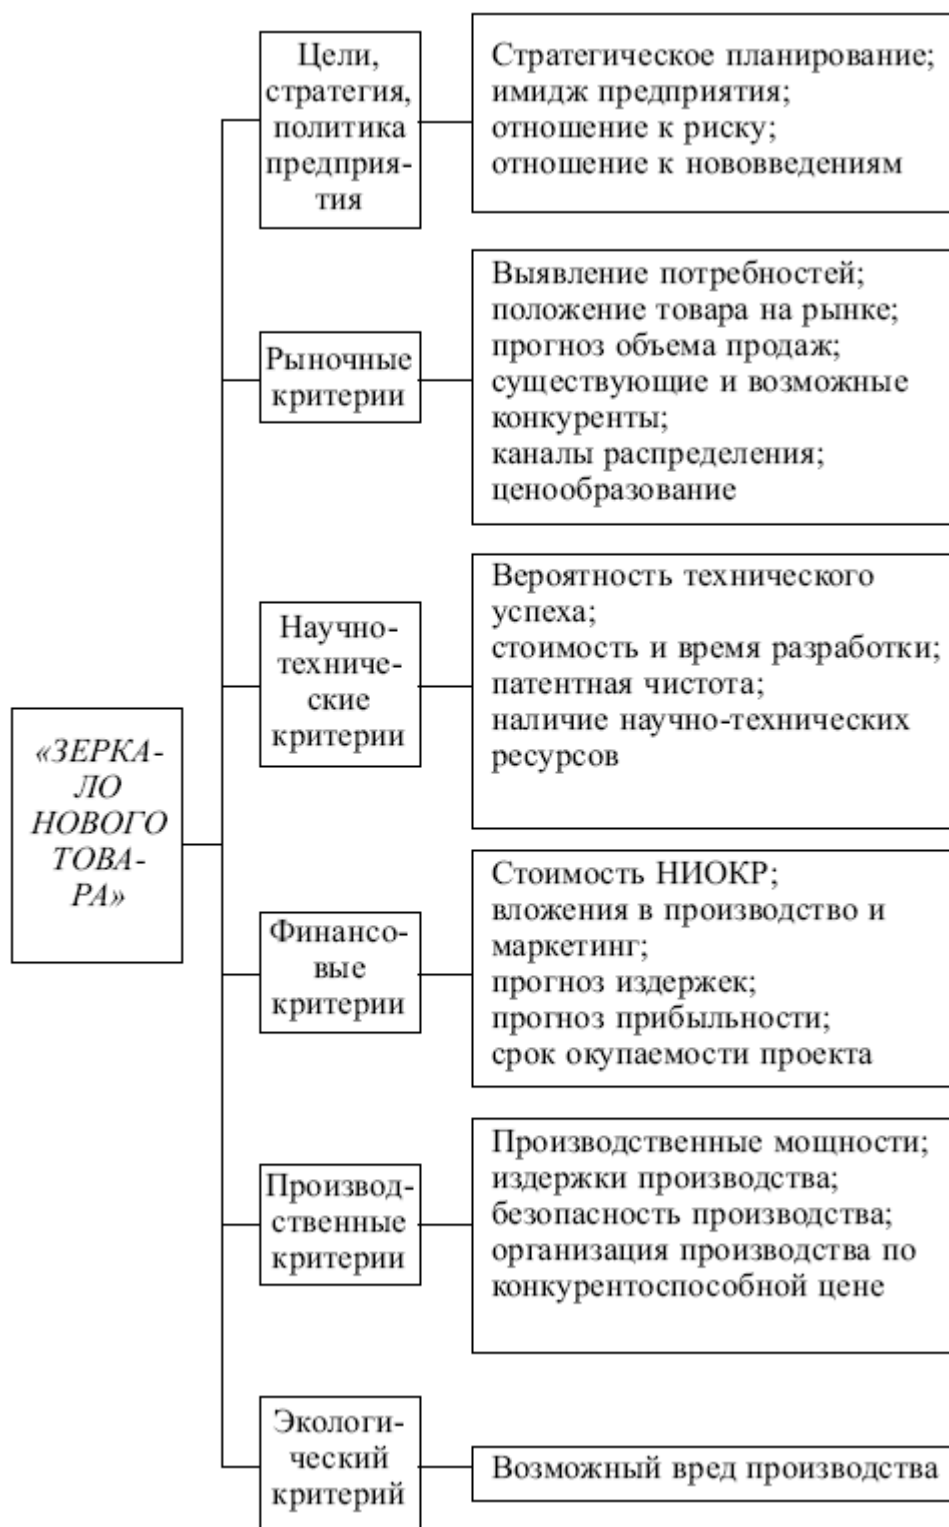 Цели,
стратегия,
политика
предприя-
тия
Стратегическое планирование;
имидж предприятия;
отношение к риску;
отношение к нововведениям
Рыночные
критерии
Выявление потребностей;
положение товара на рынке;
прогноз объема продаж;
существующие и возможные
конкуренты;
каналы распределения;
ценообразование
Научно-
техниче-
ские
критерии
Вероятность технического
успеха;
стоимость и время разработки;
патентная чистота;
наличие научно-технических
ресурсов
«ЗЕРКА-
ЛО
НОВОГО
ТОВА-
РА»
Финансо-
вые
критерии
Стоимость НИОКР;
вложения в производство и
маркетинг;
прогноз издержек;
прогноз прибыльности;
срок окупаемости проекта
Производ-
ственные
критерии
Производственные мощности;
издержки производства;
безопасность производства;
организация производства по
конкурентоспособной цене
Экологи-
ческий
критерий
Возможный вред производства